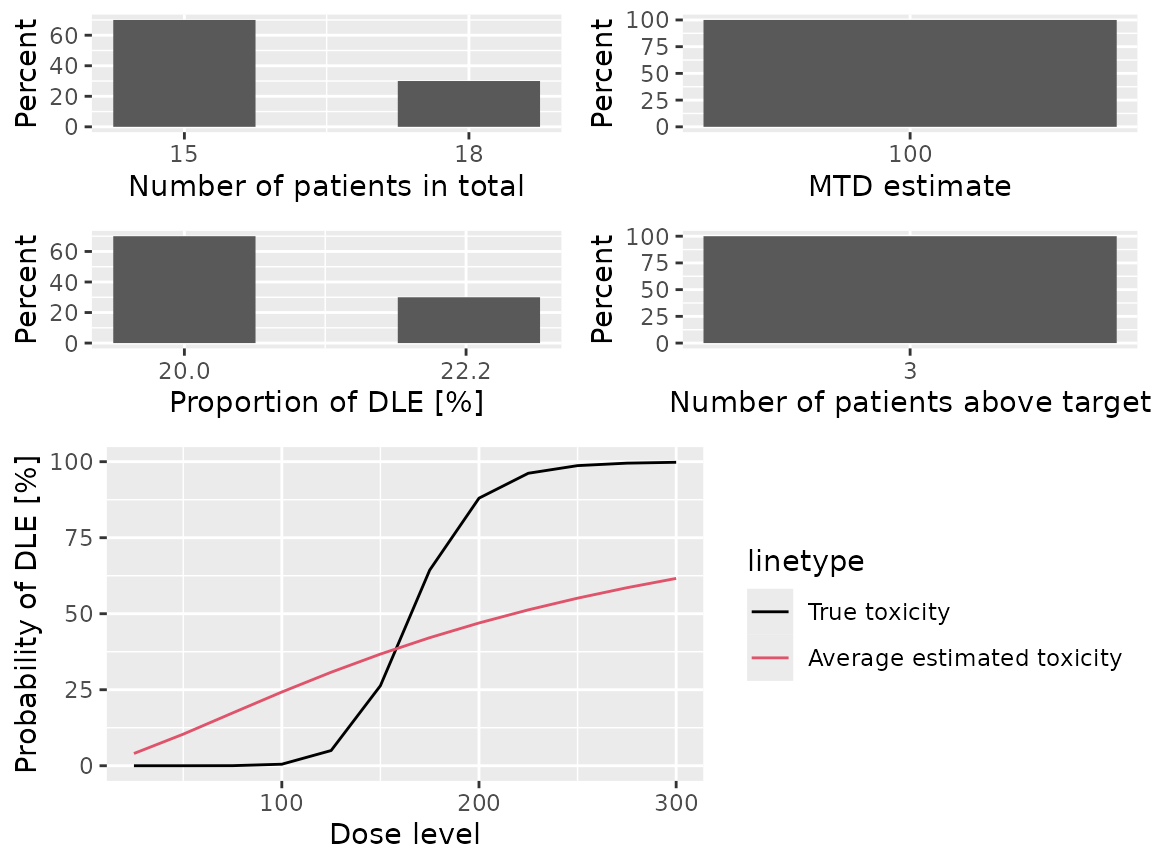 Percent
60
40
20
0
15
18
Number of patients in total
Percent
100
75
50
25
0
100
MTD estimate
Percent
60
40
20
0
20.0
22.2
Proportion of DLE [%]
Percent
100
75
50
25
0
3
Number of patients above target
Probability of DLE [%]
100
75
50
25
0
100
200
300
Dose level
linetype
True toxicity
Average estimated toxicity